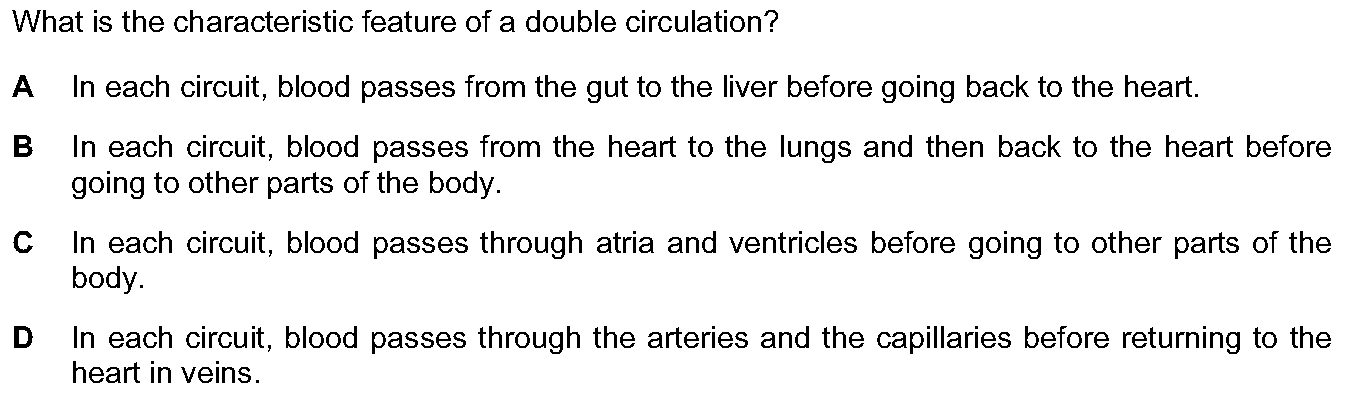 What is the characteristic feature of a double circulation?
A In each circuit, blood passes from the gut to the liver before going back to the heart.
B In each circuit, blood passes from the heart to the lungs and then back to the heart before
going to other parts of the body.
C In each circuit, blood passes through atria and ventricles before going to other parts of the
body.
D In each circuit, blood passes through the arteries and the capillaries before returning to the
heart in veins.